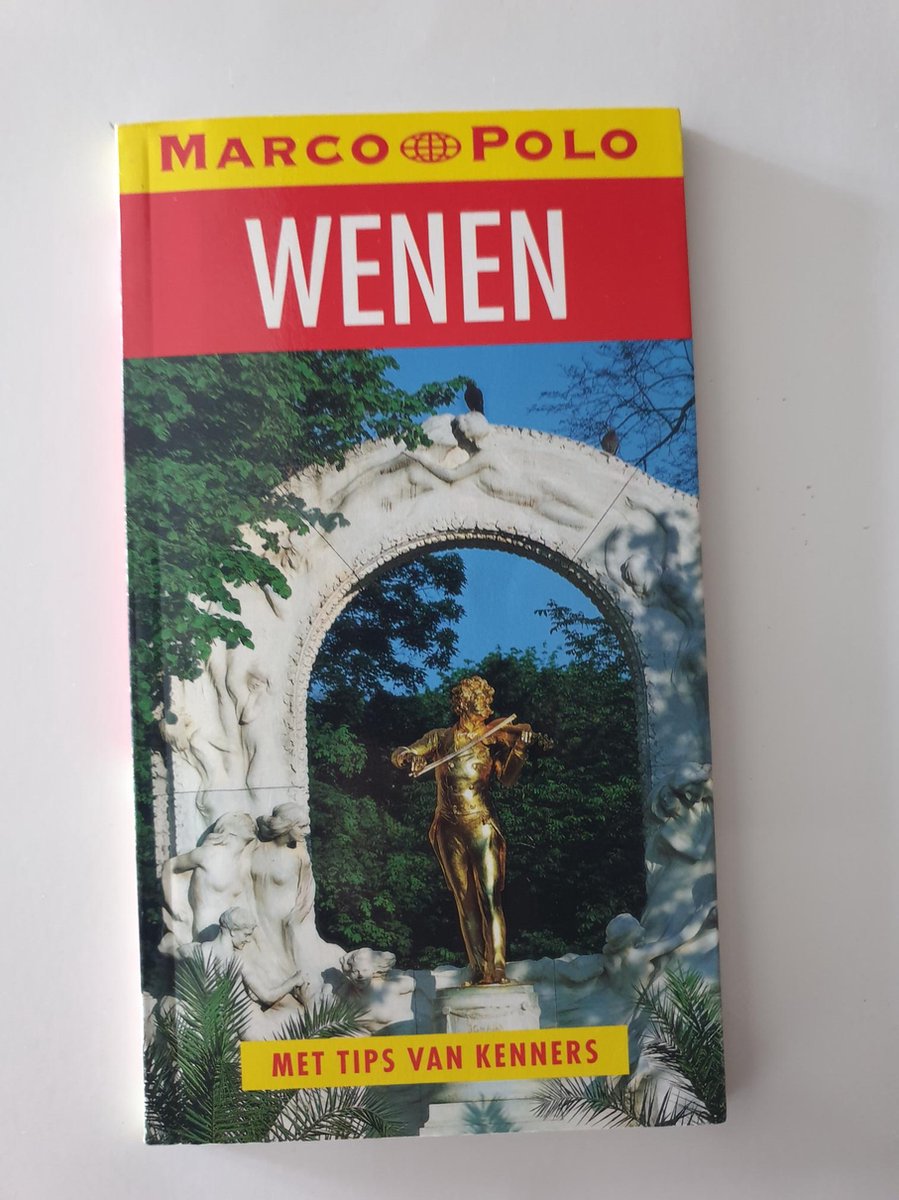 MARCO POLO
WENEN
MET TIPS VAN KENNERS